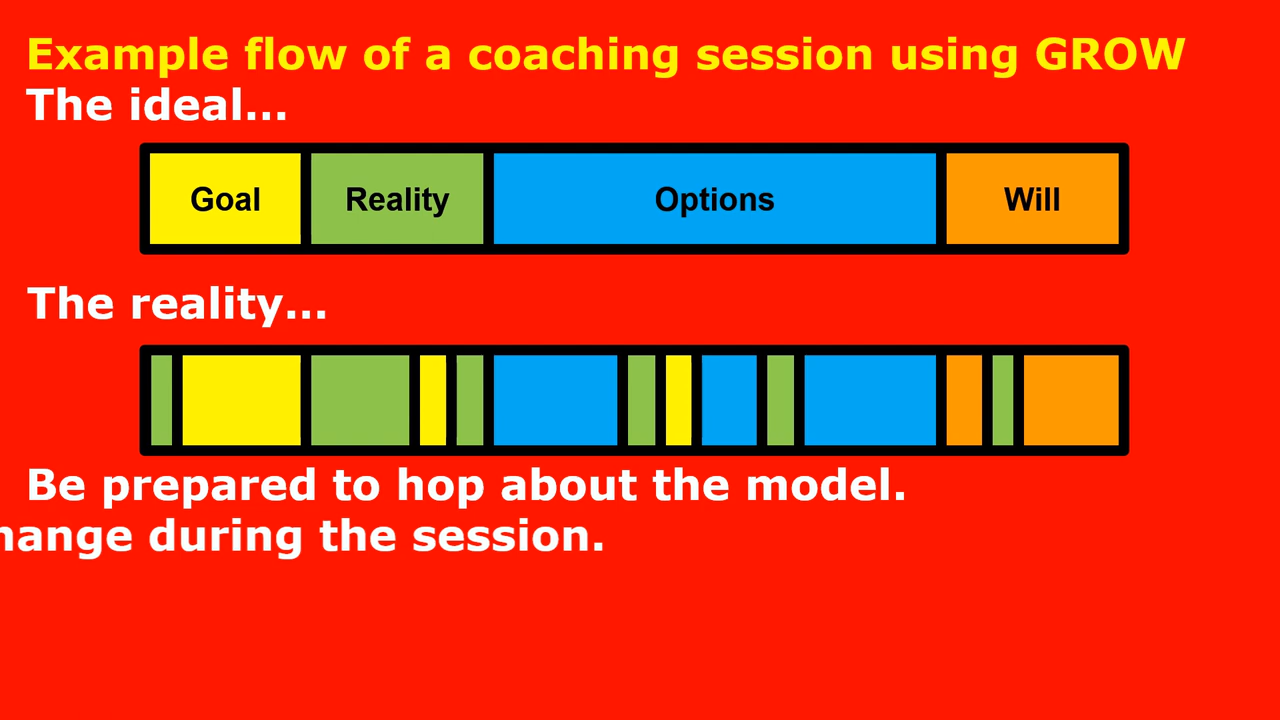 Example flow of a coaching session using GROW
The ideal...
Goal Reality Options Will
The reality...
Be prepared to hop about the model.
during the session.